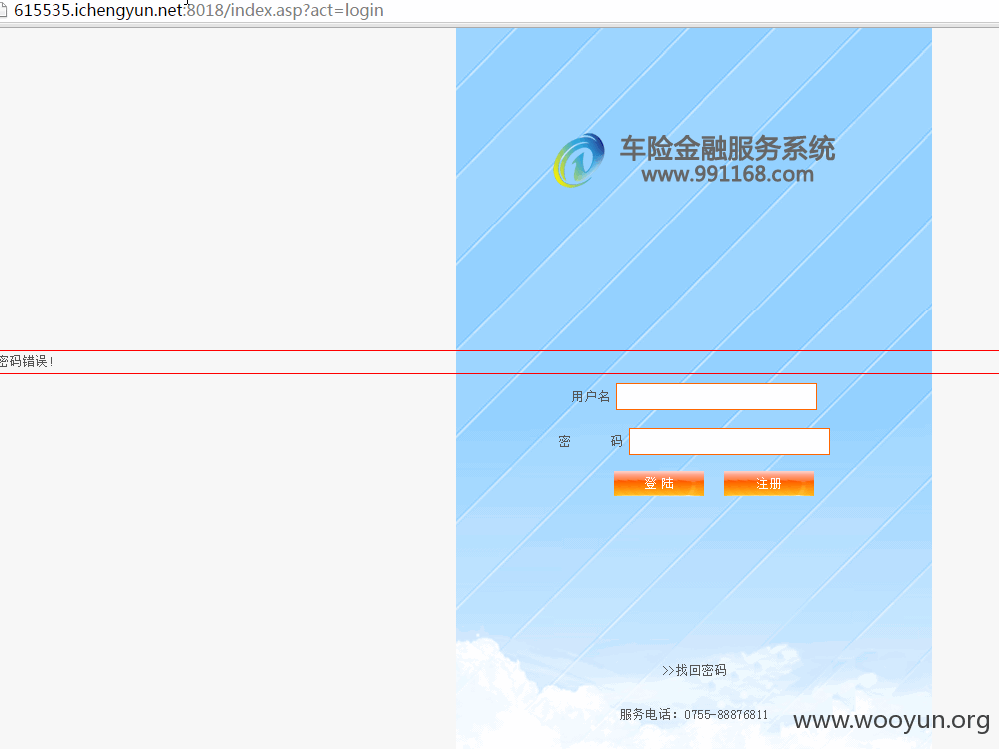 615535.ichengyun.net:8018/index.asp?act=login
车险金融服务系统
www.991168.com
密码错误！
用户名
密 码
登 陆 注册
>>找回密码
服务电话：0755-88876811
www.wooyun.org